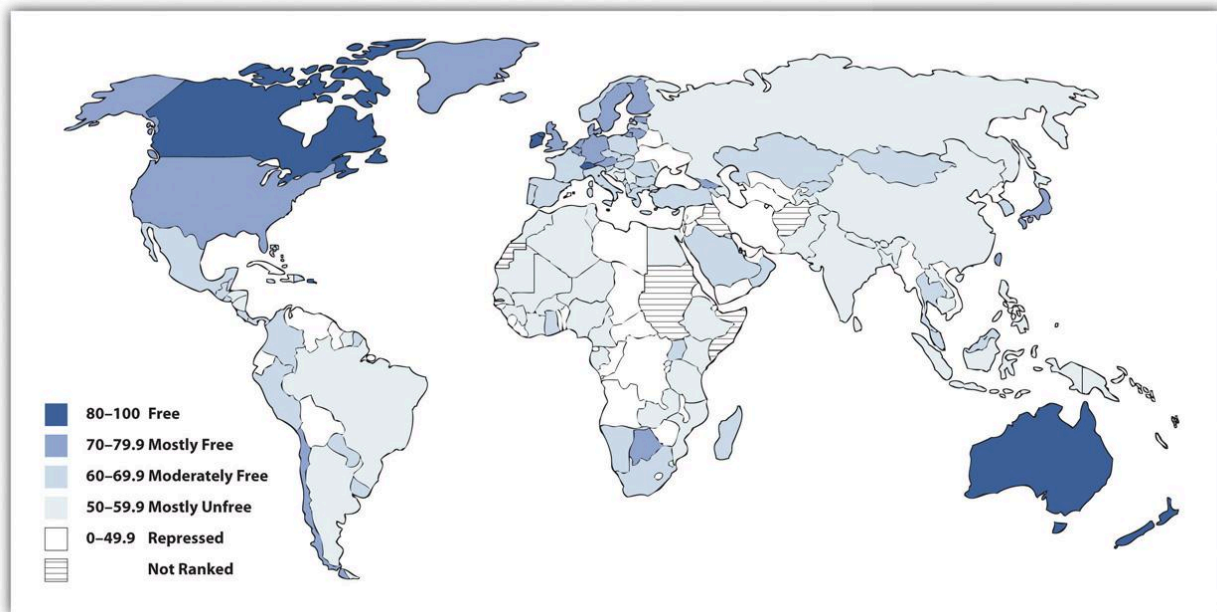 80–100 Free
70–79.9 Mostly Free
60–69.9 Moderately Free
50–59.9 Mostly Unfree
0–49.9 Repressed
Not Ranked